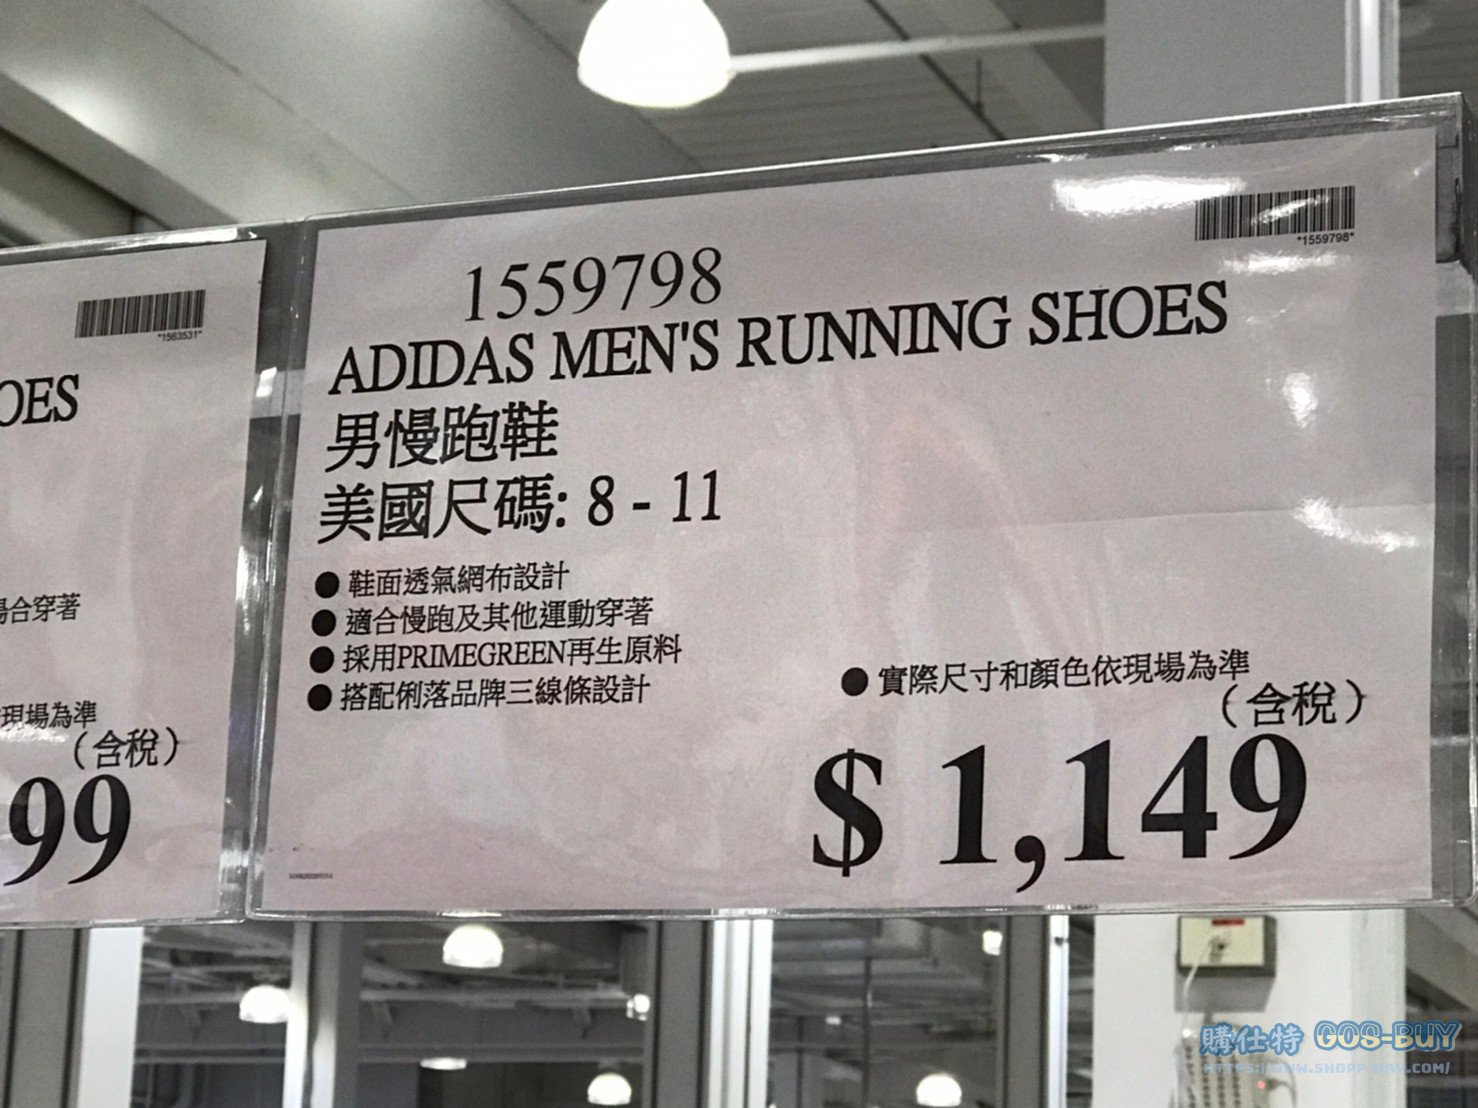 *1563531*
OES
場合穿著
現場為準
（含稅）
99
*1559798*
1559798
ADIDAS MEN'S RUNNING SHOES
男慢跑鞋
美國尺碼: 8 - 11
● 鞋面透氣網布設計
● 適合慢跑及其他運動穿著
● 採用PRIMEGREEN再生原料
● 搭配俐落品牌三線條設計
● 實際尺寸和顏色依現場為準
（含稅）
$ 1,149
購仕特 GOS-BUY